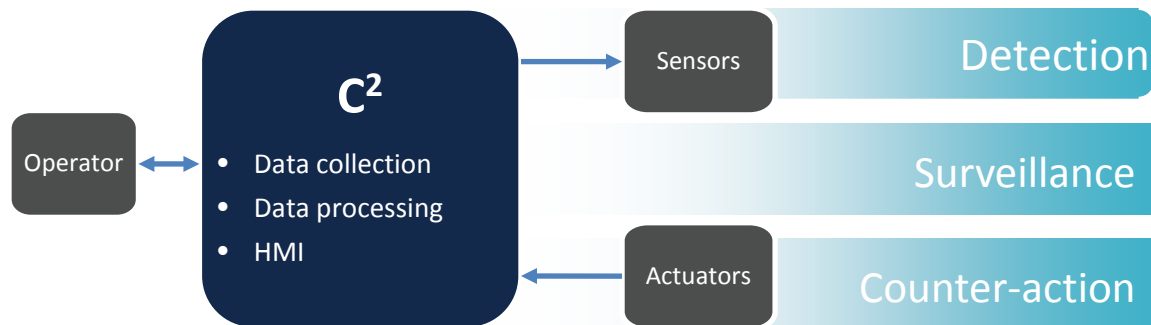 Operator
C²
• Data collection
• Data processing
• HMI
Sensors
Detection
Surveillance
Actuators
Counter-action